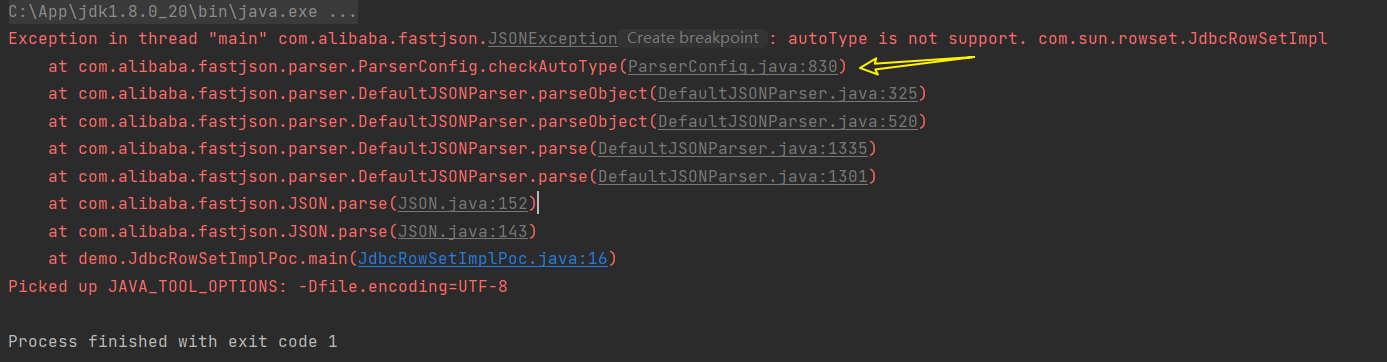 C:\App\jdk1.8.0_20\bin\java.exe ...
Exception in thread "main" com.alibaba.fastjson.JSONException Create breakpoint : autoType is not support. com.sun.rowset.JdbcRowSetImpl
at com.alibaba.fastjson.parser.ParserConfig.checkAutoType(ParserConfig.java:830)
at com.alibaba.fastjson.parser.DefaultJSONParser.parseObject(DefaultJSONParser.java:325)
at com.alibaba.fastjson.parser.DefaultJSONParser.parseObject(DefaultJSONParser.java:520)
at com.alibaba.fastjson.parser.DefaultJSONParser.parse(DefaultJSONParser.java:1335)
at com.alibaba.fastjson.parser.DefaultJSONParser.parse(DefaultJSONParser.java:1301)
at com.alibaba.fastjson.JSON.parse(JSON.java:152)
at com.alibaba.fastjson.JSON.parse(JSON.java:143)
at demo.JdbcRowSetImplPoc.main(JdbcRowSetImplPoc.java:16)
Picked up JAVA_TOOL_OPTIONS: -Dfile.encoding=UTF-8
Process finished with exit code 1